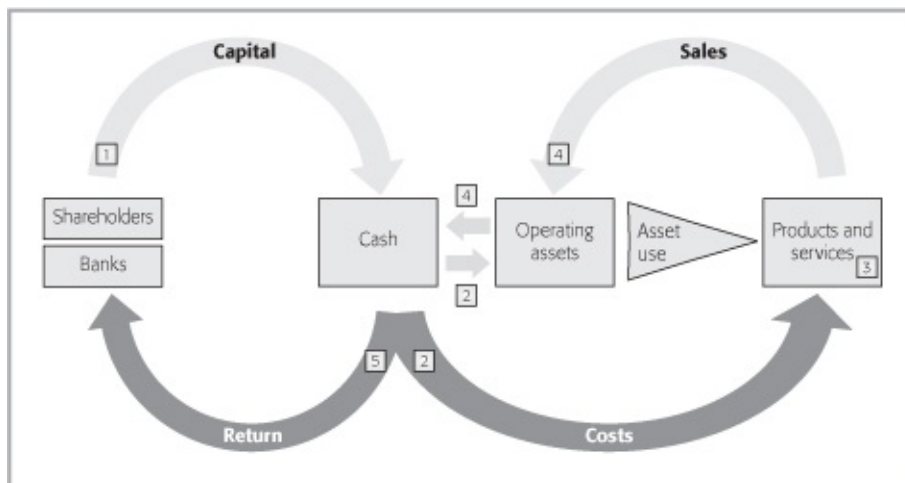 Capital
Sales
1
4
Shareholders
Banks
Cash
4
2
Operating
assets
Asset
use
Products and
services
3
5
2
Return
Costs